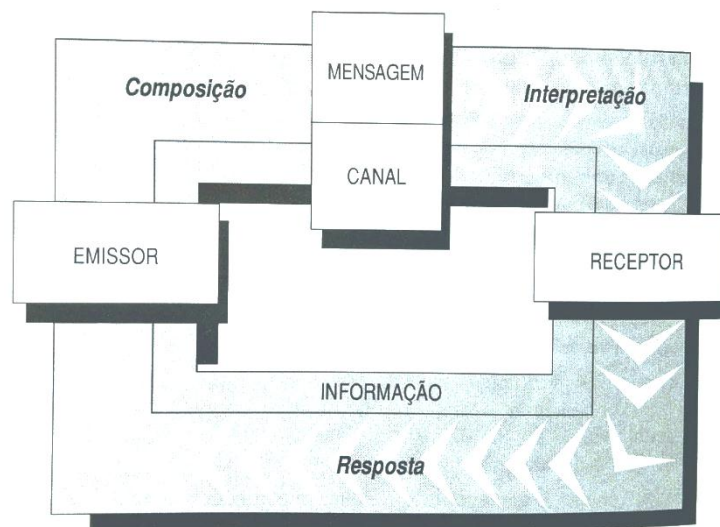 MENSAGEM
Composição
Interpretação
CANAL
EMISSOR
RECEPTOR
INFORMAÇÃO
Resposta